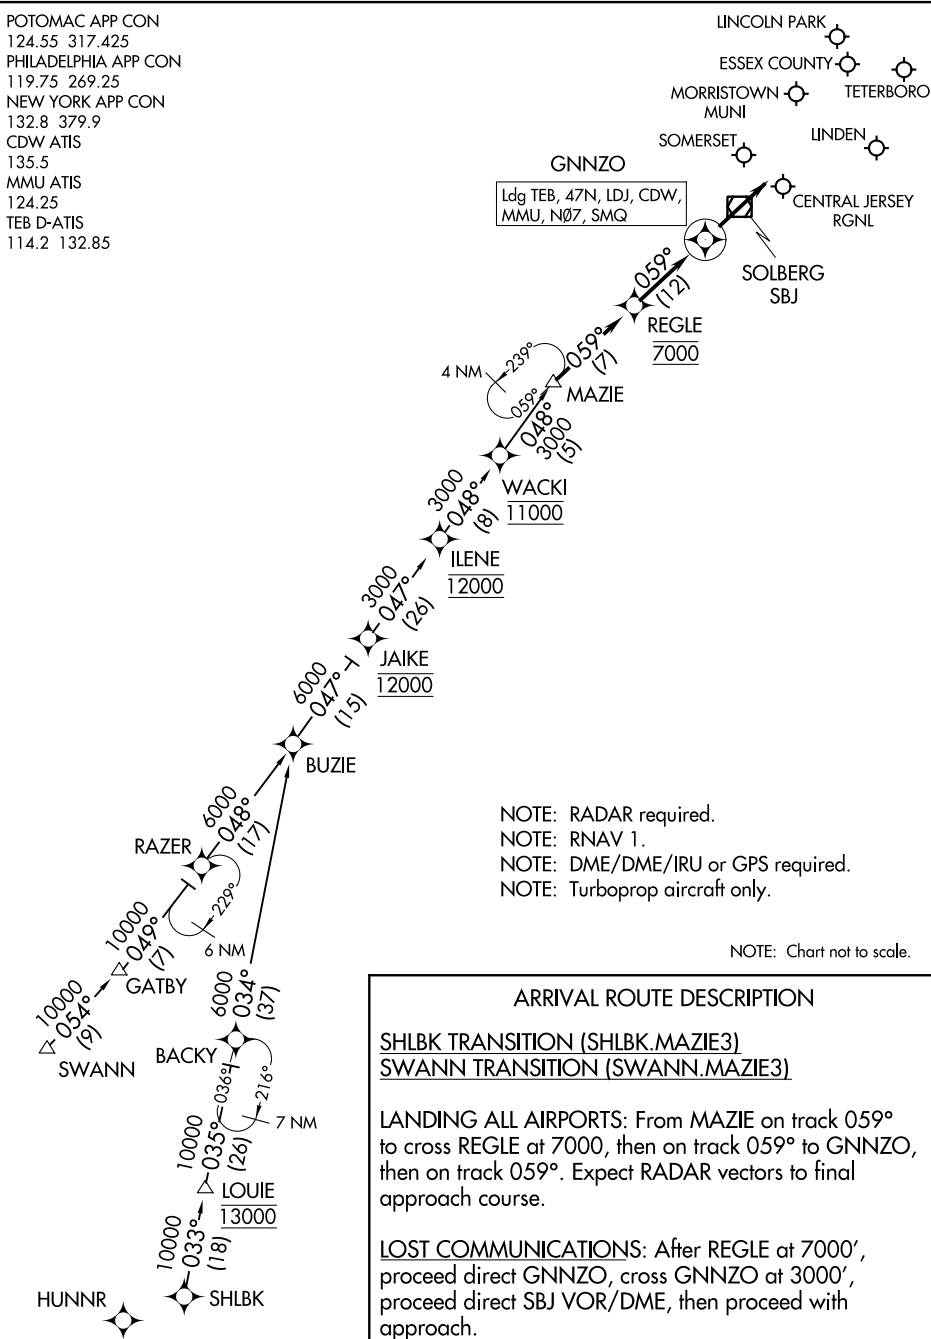 POTOMAC APP CON
124.55 317.425
PHILADELPHIA APP CON
119.75 269.25
NEW YORK APP CON
132.8 379.9
CDW ATIS
135.5
MMU ATIS
124.25
TEB D-ATIS
114.2 132.85
LINCOLN PARK
ESSEX COUNTY
TETERBORO
MORRISTOWN
MUNI
SOMERSET
LINDEN
CENTRAL JERSEY
RGNL
GNNZO
Ldg TEB, 47N, LDJ, CDW,
MMU, NØ7, SMQ
SOLBERG
SBJ
059°
(12)
REGLE
7000
059°
(7)
4 NM
239°
059°
MAZIE
048°
3000
(5)
WACKI
11000
3000
048°
(8)
ILENE
12000
3000
047°
(26)
JAIKE
12000
6000
047°
(15)
BUZIE
6000
048°
(17)
RAZER
229°
6 NM
10000
049°
(7)
GATBY
10000
054°
(9)
SWANN
6000
034°
(37)
BACKY
036°
216°
7 NM
10000
035°
(26)
LOUIE
13000
10000
033°
(18)
SHLBK
HUNNR
NOTE: RADAR required.
NOTE: RNAV 1.
NOTE: DME/DME/IRU or GPS required.
NOTE: Turboprop aircraft only.
NOTE: Chart not to scale.
ARRIVAL ROUTE DESCRIPTION
SHLBK TRANSITION (SHLBK.MAZIE3)
SWANN TRANSITION (SWANN.MAZIE3)
LANDING ALL AIRPORTS: From MAZIE on track 059°
to cross REGLE at 7000, then on track 059° to GNNZO,
then on track 059°. Expect RADAR vectors to final
approach course.
LOST COMMUNICATIONS: After REGLE at 7000′,
proceed direct GNNZO, cross GNNZO at 3000′,
proceed direct SBJ VOR/DME, then proceed with
approach.